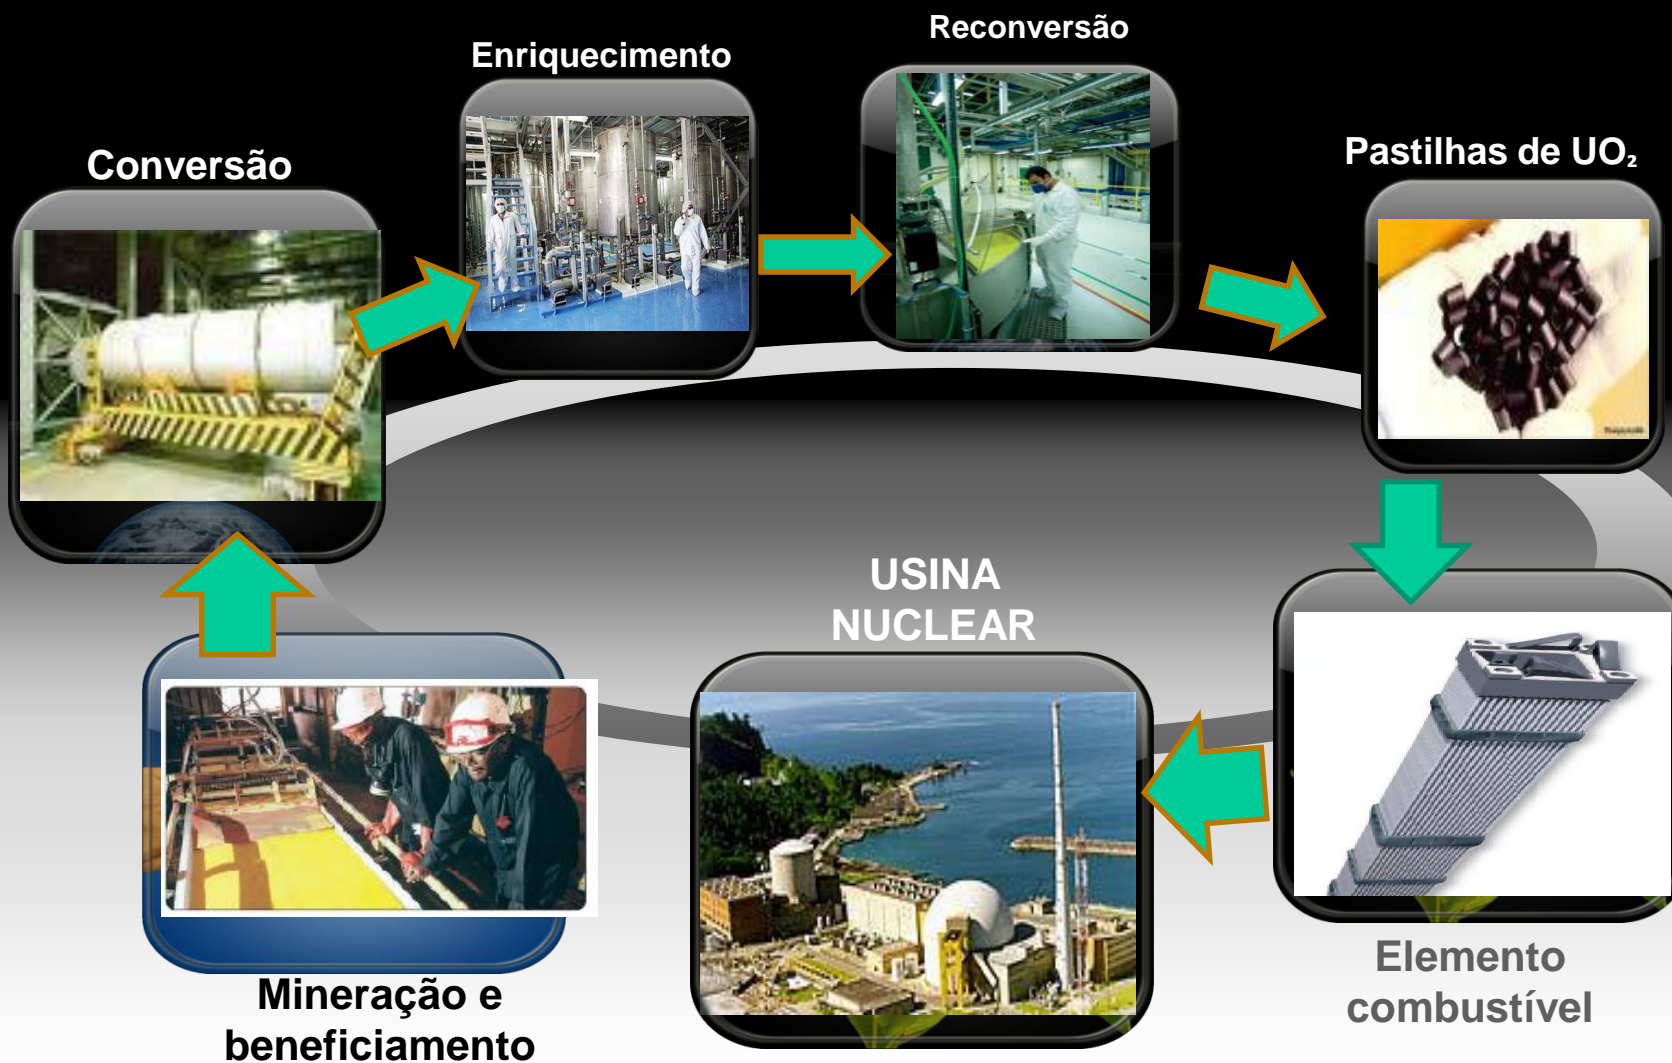 Reconversão
Enriquecimento
Conversão
Pastilhas de UO₂
USINA
NUCLEAR
Elemento
combustível
Mineração e
beneficiamento